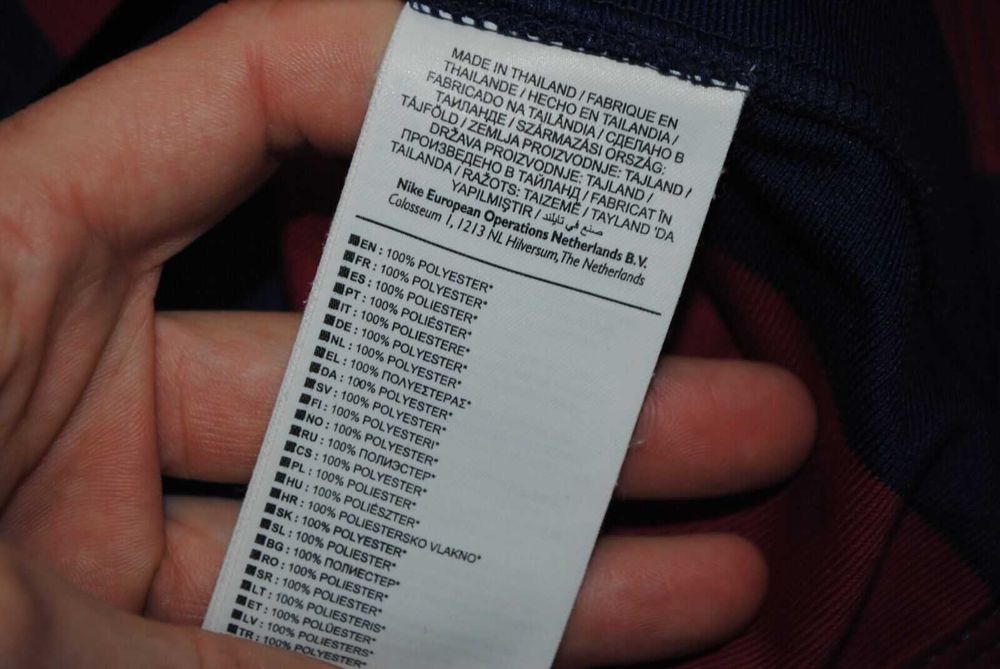 MADE IN THAILAND / FABRIQUE EN
THAILANDE / HECHO EN TAILANDIA /
FABRICADO NA TAILÂNDIA / СДЕЛАНО В
ТАИЛАНДЕ / SZÁRMAZÁSI ORSZÁG:
TÁJFÖLD / ZEMLJA PROIZVODNJE: TAJLAND /
DRŽAVA PROIZVODNJE: TAJLAND /
ПРОИЗВЕДЕНО В ТАЙЛАНД / FABRICAT ÎN
TAILANDA / RAŽOTS: TAIZEMĒ / TAYLAND 'DA
YAPILMIŞTIR / صنع في تايلند
Nike European Operations Netherlands B.V.
Colosseum 1, 1213 NL Hilversum, The Netherlands
EN : 100% POLYESTER*
FR : 100% POLYESTER*
ES : 100% POLIESTER*
PT : 100% POLIÉSTER*
IT : 100% POLIESTERE*
DE : 100% POLYESTER*
NL : 100% POLYESTER*
EL : 100% ΠΟΛΥΕΣΤΕΡΑΣ*
DA : 100% POLYESTER*
SV : 100% POLYESTER*
FI : 100% POLYESTERI*
NO : 100% POLYESTER*
RU : 100% ПОЛИЭСТЕР*
CS : 100% POLYESTER*
PL : 100% POLIESTER*
HU : 100% POLIÉSZTER*
HR : 100% POLIESTERSKO VLAKNO*
SK : 100% POLYESTER*
SL : 100% POLIESTER*
BG : 100% ПОЛИЕСТЕР*
RO : 100% POLIESTER*
SR : 100% POLIESTER*
LT : 100% POLIESTERIS*
ET : 100% POLÜESTER*
LV : 100% POLIESTERS*
TR : 100% POLYESTER*